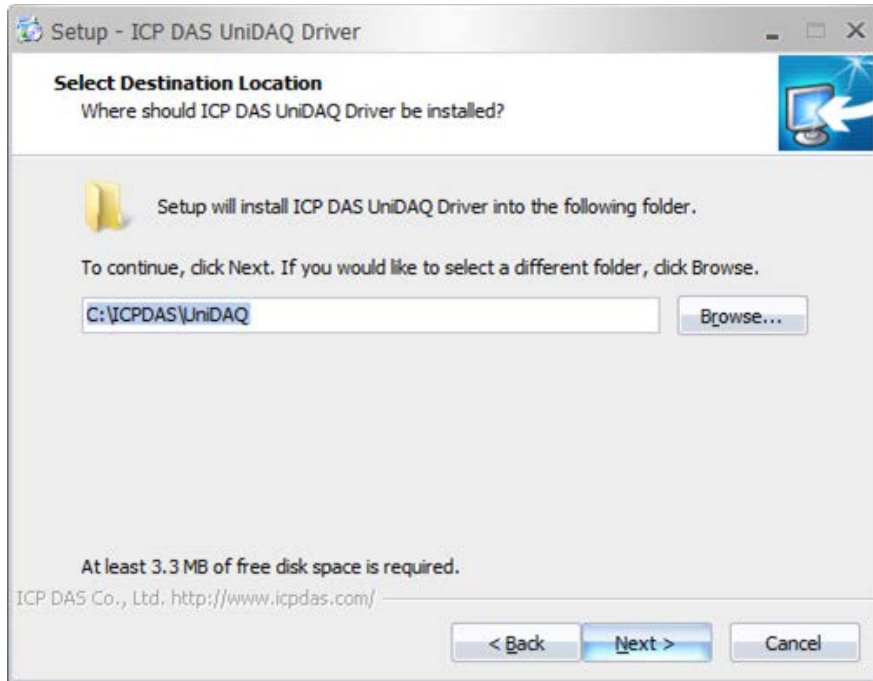 Setup - ICP DAS UniDAQ Driver
Select Destination Location
Where should ICP DAS UniDAQ Driver be installed?
Setup will install ICP DAS UniDAQ Driver into the following folder.
To continue, click Next. If you would like to select a different folder, click Browse.
C:\ICPDAS\UniDAQ
Browse...
At least 3.3 MB of free disk space is required.
ICP DAS Co., Ltd. http://www.icpdas.com/
< Back Next > Cancel